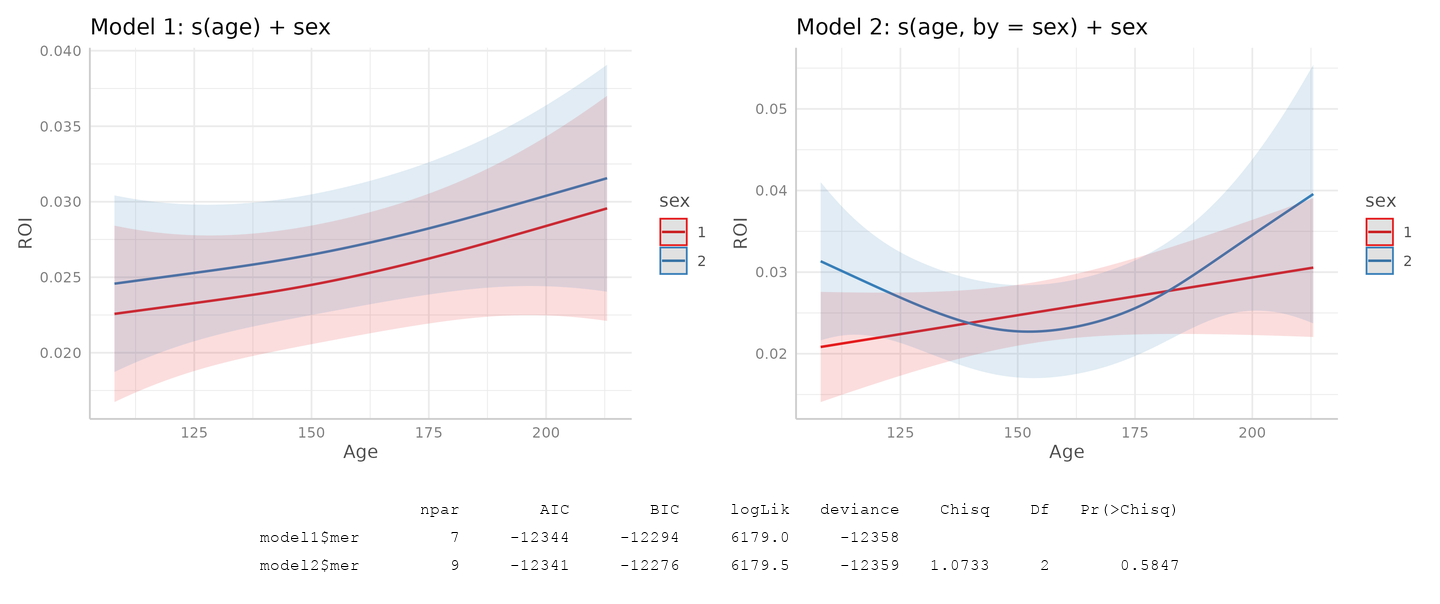 Model 1: s(age) + sex
0.040
0.035
0.030
0.025
0.020
ROI
125 150 175 200
Age
sex
1
2
Model 2: s(age, by = sex) + sex
0.05
0.04
0.03
0.02
ROI
125 150 175 200
Age
sex
1
2
npar AIC BIC logLik deviance Chisq Df Pr(>Chisq)
model1$mer 7 -12344 -12294 6179.0 -12358
model2$mer 9 -12341 -12276 6179.5 -12359 1.0733 2 0.5847